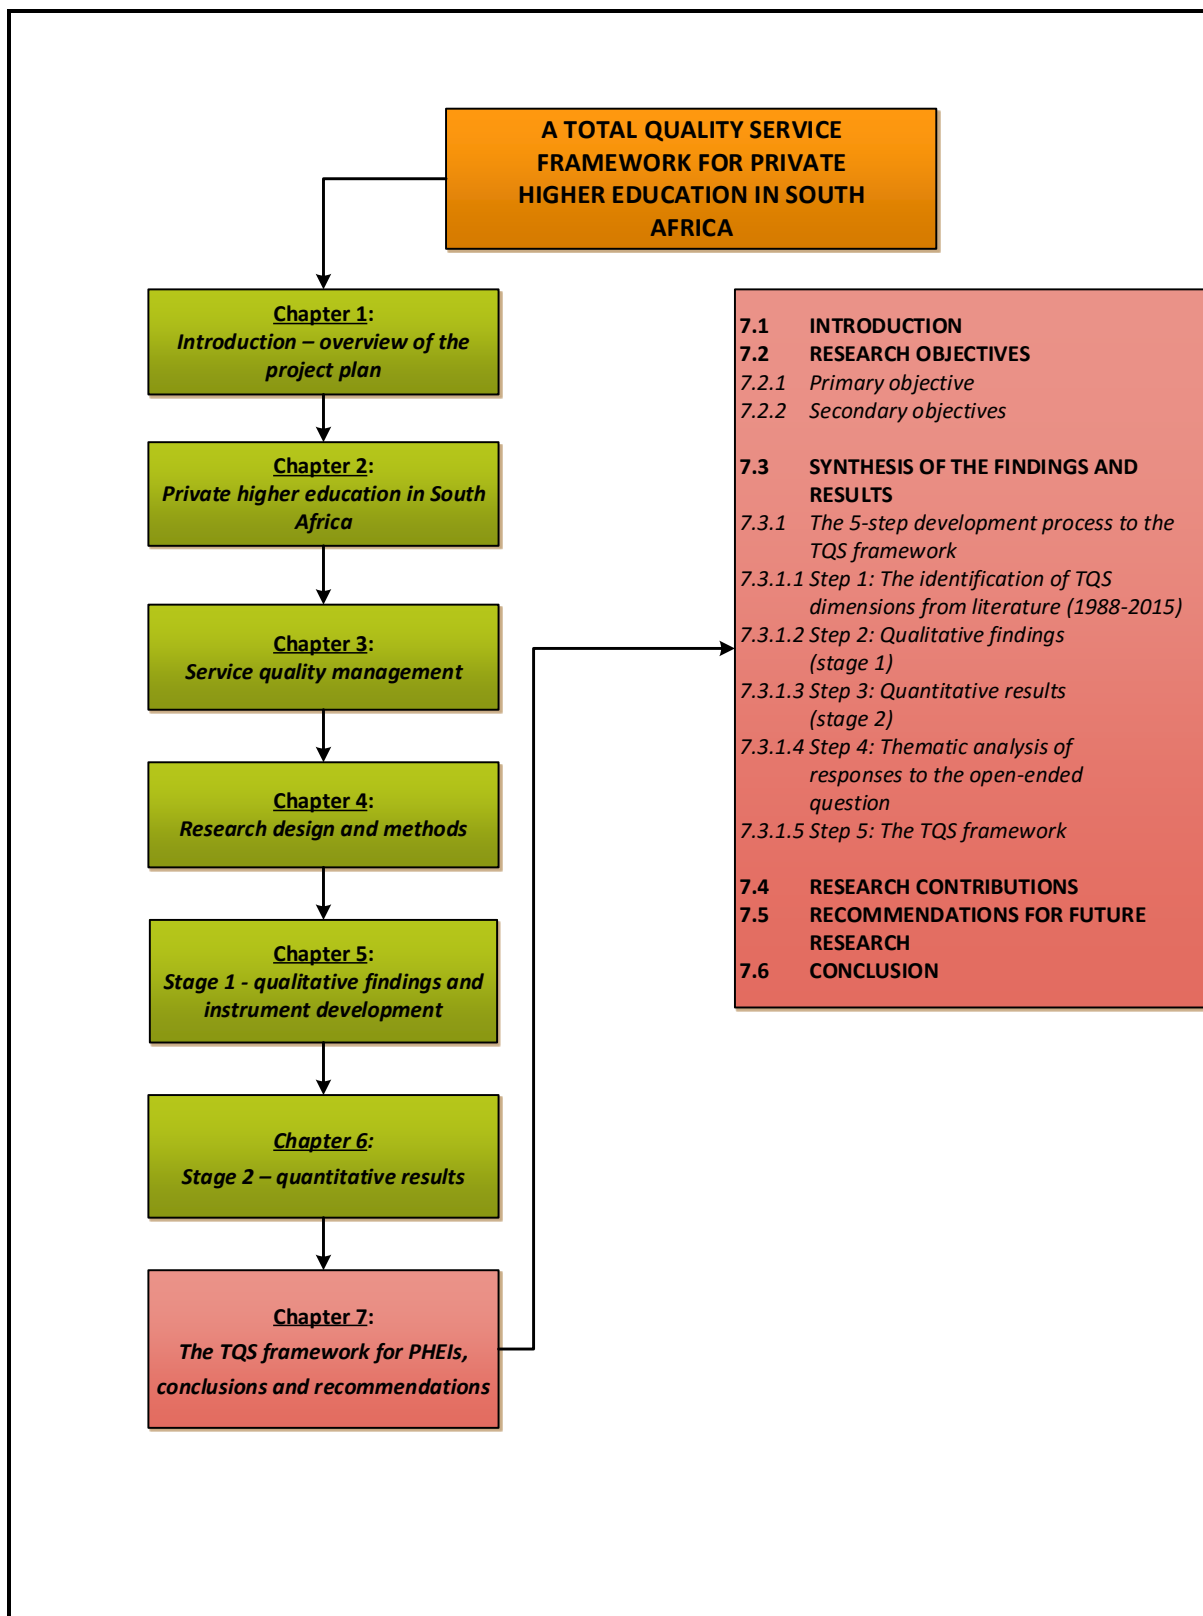 A TOTAL QUALITY SERVICE
FRAMEWORK FOR PRIVATE
HIGHER EDUCATION IN SOUTH
AFRICA
Chapter 1:
Introduction – overview of the
project plan
Chapter 2:
Private higher education in South
Africa
Chapter 3:
Service quality management
Chapter 4:
Research design and methods
Chapter 5:
Stage 1 - qualitative findings and
instrument development
Chapter 6:
Stage 2 – quantitative results
Chapter 7:
The TQS framework for PHEIs,
conclusions and recommendations
7.1 INTRODUCTION
7.2 RESEARCH OBJECTIVES
7.2.1 Primary objective
7.2.2 Secondary objectives
7.3 SYNTHESIS OF THE FINDINGS AND
RESULTS
7.3.1 The 5-step development process to the
TQS framework
7.3.1.1 Step 1: The identification of TQS
dimensions from literature (1988-2015)
7.3.1.2 Step 2: Qualitative findings
(stage 1)
7.3.1.3 Step 3: Quantitative results
(stage 2)
7.3.1.4 Step 4: Thematic analysis of
responses to the open-ended
question
7.3.1.5 Step 5: The TQS framework
7.4 RESEARCH CONTRIBUTIONS
7.5 RECOMMENDATIONS FOR FUTURE
RESEARCH
7.6 CONCLUSION